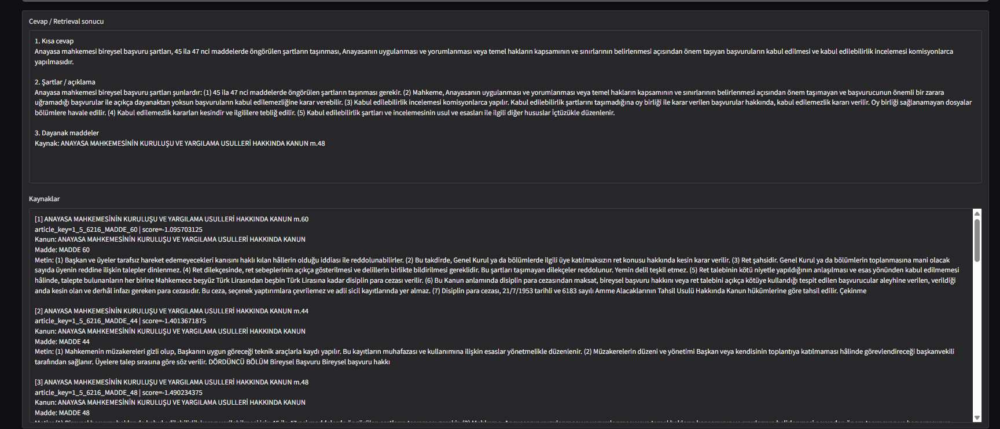 Cevap / Retrieval sonucu
1. Kısa cevap
Anayasa mahkemesi bireysel başvuru şartları, 45 ila 47 nci maddelerde öngörülen şartların taşınması, Anayasanın uygulanması ve yorumlanması veya temel hakların kapsamının ve sınırlarının belirlenmesi açısından önem taşıyan başvuruların kabul edilmesi ve kabul edilebilirlik incelemesi komisyonlarca
yapılmasıdır.
2. Şartlar / açıklama
Anayasa mahkemesi bireysel başvuru şartları şunlardır: (1) 45 ila 47 nci maddelerde öngörülen şartların taşınması gerekir. (2) Mahkeme, Anayasanın uygulanması ve yorumlanması veya temel hakların kapsamının ve sınırlarının belirlenmesi açısından önem taşımayan ve başvurucunun önemli bir zarara
uğramadığı başvurular ile açıkça dayanaktan yoksun başvuruların kabul edilemezliğine karar verebilir. (3) Kabul edilebilirlik incelemesi komisyonlarca yapılır. Kabul edilebilirlik şartlarını taşımadığına oy birliği ile karar verilen başvurular hakkında, kabul edilemezlik kararı verilir. Oy birliği sağlanamayan dosyalar
bölümlere havale edilir. (4) Kabul edilemezlik kararları kesindir ve ilgililere tebliğ edilir. (5) Kabul edilebilirlik şartları ve incelemesinin usul ve esasları ile ilgili diğer hususlar İçtüzükle düzenlenir.
3. Dayanak maddeler
Kaynak: ANAYASA MAHKEMESİNİN KURULUŞU VE YARGILAMA USULLERİ HAKKINDA KANUN m.48
Kaynaklar
[1] ANAYASA MAHKEMESİNİN KURULUŞU VE YARGILAMA USULLERİ HAKKINDA KANUN m.60
article_key=1_5_6216_MADDE_60 | score=-1.095703125
Kanun: ANAYASA MAHKEMESİNİN KURULUŞU VE YARGILAMA USULLERİ HAKKINDA KANUN
Madde: MADDE 60
Metin: (1) Başkan ve üyeler tarafsız hareket edemeyecekleri kanısını haklı kılan hâllerin olduğu iddiası ile reddolunabilirler. (2) Bu takdirde, Genel Kurul ya da bölümlerde ilgili üye katılmaksızın ret konusu hakkında kesin karar verilir. (3) Ret şahsidir. Genel Kurul ya da bölümlerin toplanmasına mani olacak
sayıda üyenin reddine ilişkin talepler dinlenmez. (4) Ret dilekçesinde, ret sebeplerinin açıkça gösterilmesi ve delillerin birlikte bildirilmesi gereklidir. Bu şartları taşımayan dilekçeler reddolunur. Yemin delil teşkil etmez. (5) Ret talebinin kötü niyetle yapıldığının anlaşılması ve esas yönünden kabul edilmemesi
hâlinde, talepte bulunanların her birine Mahkemece beşyüz Türk Lirasından beşbin Türk Lirasına kadar disiplin para cezası verilir. (6) Bu Kanun anlamında disiplin para cezasından maksat, bireysel başvuru hakkını veya ret talebini açıkça kötüye kullandığı tespit edilen başvurucular aleyhine verilen, verildiği
anda kesin olan ve derhâl infazı gereken para cezasıdır. Bu ceza, seçenek yaptırımlara çevrilemez ve adli sicil kayıtlarında yer almaz. (7) Disiplin para cezası, 21/7/1953 tarihli ve 6183 sayılı Amme Alacaklarının Tahsil Usulü Hakkında Kanun hükümlerine göre tahsil edilir. Çekinme
[2] ANAYASA MAHKEMESİNİN KURULUŞU VE YARGILAMA USULLERİ HAKKINDA KANUN m.44
article_key=1_5_6216_MADDE_44 | score=-1.4013671875
Kanun: ANAYASA MAHKEMESİNİN KURULUŞU VE YARGILAMA USULLERİ HAKKINDA KANUN
Madde: MADDE 44
Metin: (1) Mahkemenin müzakereleri gizli olup, Başkanın uygun göreceği teknik araçlarla kaydı yapılır. Bu kayıtların muhafazası ve kullanımına ilişkin esaslar yönetmelikle düzenlenir. (2) Müzakerelerin düzeni ve yönetimi Başkan veya kendisinin toplantıya katılmaması hâlinde görevlendireceği başkanvekili
tarafından sağlanır. Üyelere talep sırasına göre söz verilir. DÖRDÜNCÜ BÖLÜM Bireysel Başvuru Bireysel başvuru hakkı
[3] ANAYASA MAHKEMESİNİN KURULUŞU VE YARGILAMA USULLERİ HAKKINDA KANUN m.48
article_key=1_5_6216_MADDE_48 | score=-1.490234375
Kanun: ANAYASA MAHKEMESİNİN KURULUŞU VE YARGILAMA USULLERİ HAKKINDA KANUN
Madde: MADDE 48